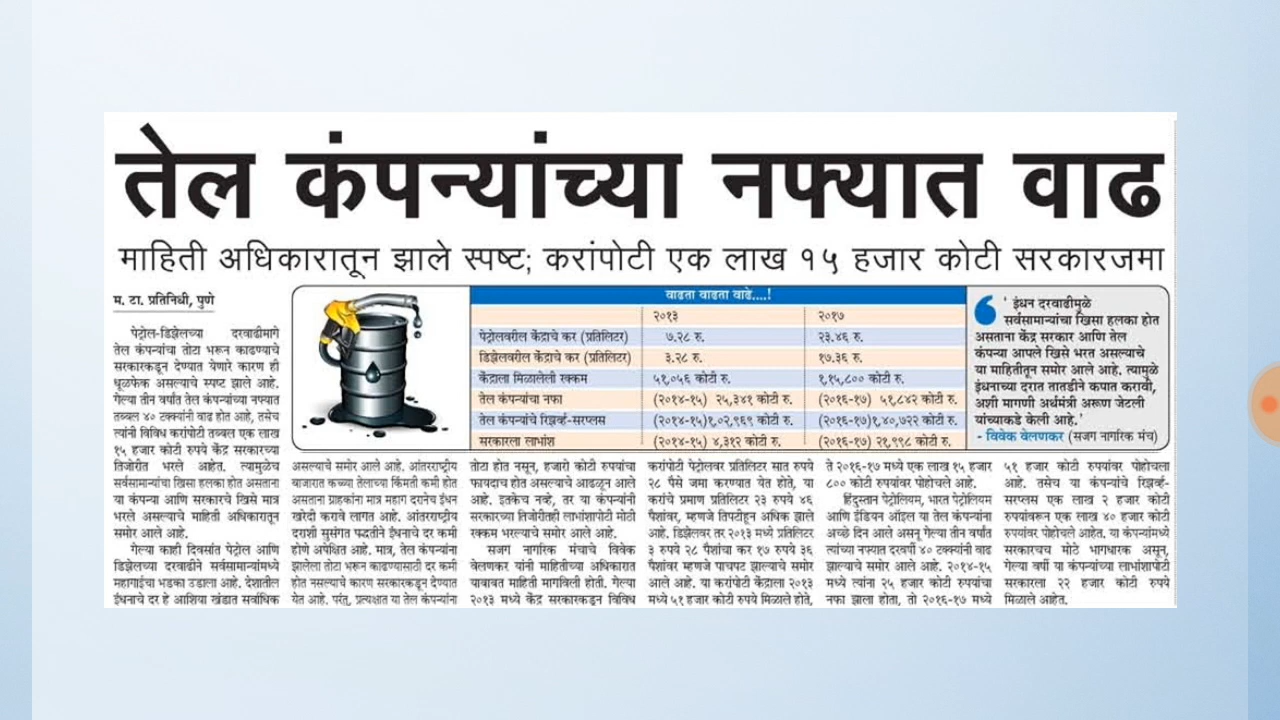 तेल कंपन्यांच्या नफ्यात वाढ
माहिती अधिकारातून झाले स्पष्ट; करांपोटी एक लाख १५ हजार कोटी सरकारजमा
म. टा. प्रतिनिधी, पुणे
पेट्रोल-डिझेलच्या दरवाढीमागे
तेल कंपन्यांचा तोटा भरून काढण्याचे
सरकारकडून देण्यात येणारे कारण ही
धूळफेक असल्याचे स्पष्ट झाले आहे.
गेल्या तीन वर्षांत तेल कंपन्यांच्या नफ्यात
तब्बल ४० टक्क्यांनी वाढ होत आहे, तसेच
त्यांनी विविध करांपोटी तब्बल एक लाख
१५ हजार कोटी रुपये केंद्र सरकारच्या
तिजोरीत भरले आहेत. त्यामुळेच
सर्वसामान्यांचा खिसा हलका होत असताना
या कंपन्या आणि सरकारचे खिसे मात्र
भरले असल्याचे माहिती अधिकारातून
समोर आले आहे.
गेल्या काही दिवसांत पेट्रोल आणि
डिझेलच्या दरवाढीने सर्वसामान्यांमध्ये
महागाईचा भडका उडाला आहे. देशातील
इंधनाचे दर हे आशिया खंडात सर्वाधिक
वाढता वाढता वाढे....!
२०१३ २०१७
पेट्रोलवरील केंद्राचे कर (प्रतिलिटर) ७.२८ रु. २३.४६ रु.
डिझेलवरील केंद्राचे कर (प्रतिलिटर) ३.२८ रु. १७.३६ रु.
केंद्राला मिळालेली रक्कम ५१,०५६ कोटी रु. १,१५,८०० कोटी रु.
तेल कंपन्यांचा नफा (२०१४-१५) २५,३४१ कोटी रु. (२०१६-१७) ५१,८४२ कोटी रु.
तेल कंपन्यांचे रिझर्व्ह-सरप्लस (२०१४-१५)१,०२,९६९ कोटी रु. (२०१६-१७)१,४०,७२२ कोटी रु.
सरकारला लाभांश (२०१४-१५) ४,३१२ कोटी रु. (२०१६-१७) २१,९९८ कोटी रु.
' इंधन दरवाढीमुळे
सर्वसामान्यांचा खिसा हलका होत
असताना केंद्र सरकार आणि तेल
कंपन्या आपले खिसे भरत असल्याचे
या माहितीतून समोर आले आहे. त्यामुळे
इंधनाच्या दरात तातडीने कपात करावी,
अशी मागणी अर्थमंत्री अरूण जेटली
यांच्याकडे केली आहे.'
- विवेक वेलणकर (सजग नागरिक मंच)
असल्याचे समोर आले आहे. आंतरराष्ट्रीय
बाजारात कच्च्या तेलाच्या किंमती कमी होत
असताना ग्राहकांना मात्र महाग दरानेच इंधन
खरेदी करावे लागत आहे. आंतरराष्ट्रीय
दराशी सुसंगत पद्धतीने इंधनाचे दर कमी
होणे अपेक्षित आहे. मात्र, तेल कंपन्यांना
झालेला तोटा भरून काढण्यासाठी दर कमी
होत नसल्याचे कारण सरकारकडून देण्यात
येत आहे. परंतु, प्रत्यक्षात या तेल कंपन्यांना
तोटा होत नसून, हजारो कोटी रुपयांचा
फायदाच होत असल्याचे आढळून आले
आहे. इतकेच नव्हे, तर या कंपन्यांनी
सरकारच्या तिजोरीतही लाभांशापोटी मोठी
रक्कम भरल्याचे समोर आले आहे.
सजग नागरिक मंचाचे विवेक
वेलणकर यांनी माहितीच्या अधिकारात
याबाबत माहिती मागविली होती. गेल्या
२०१३ मध्ये केंद्र सरकारकडून विविध
करांपोटी पेट्रोलवर प्रतिलिटर सात रुपये
२८ पैसे जमा करण्यात येत होते, या
करांचे प्रमाण प्रतिलिटर २३ रुपये ४६
पैशांवर, म्हणजे तिपटीहून अधिक झाले
आहे. डिझेलवर तर २०१३ मध्ये प्रतिलिटर
३ रुपये २८ पैशांचा कर १७ रुपये ३६
पैशांवर म्हणजे पाचपट झाल्याचे समोर
आले आहे. या करांपोटी केंद्राला २०१३
मध्ये ५१ हजार कोटी रुपये मिळाले होते,
ते २०१६-१७ मध्ये एक लाख १५ हजार
८०० कोटी रुपयांवर पोहोचले आहे.
हिंदुस्तान पेट्रोलियम, भारत पेट्रोलियम
आणि इंडियन ऑइल या तेल कंपन्यांना
अच्छे दिन आले असून गेल्या तीन वर्षांत
त्यांच्या नफ्यात दरवर्षी ४० टक्क्यांनी वाढ
झाल्याचे समोर आले आहे. २०१४-१५
मध्ये त्यांना २५ हजार कोटी रुपयांचा
नफा झाला होता, तो २०१६-१७ मध्ये
५१ हजार कोटी रुपयांवर पोहोचला
आहे. तसेच या कंपन्यांचे रिझर्व्ह-
सरप्लस एक लाख २ हजार कोटी
रुपयांवरून एक लाख ४० हजार कोटी
रुपयांवर पोहोचले आहेत. या कंपन्यांमध्ये
सरकारचच मोठे भागधारक असून,
गेल्या वर्षी या कंपन्यांच्या लाभांशापोटी
सरकारला २२ हजार कोटी रुपये
मिळाले आहेत.